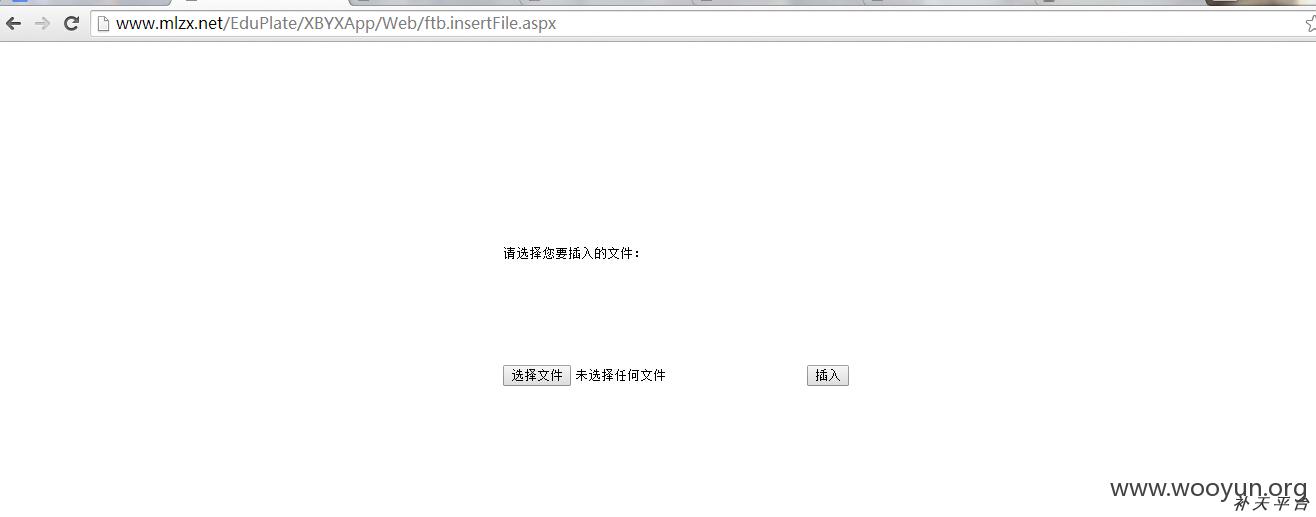 www.mlzx.net/EduPlate/XBYXApp/Web/ftb.insertFile.aspx
请选择您要插入的文件：
选择文件 未选择任何文件 插入
www.wooyun.org
补天平台